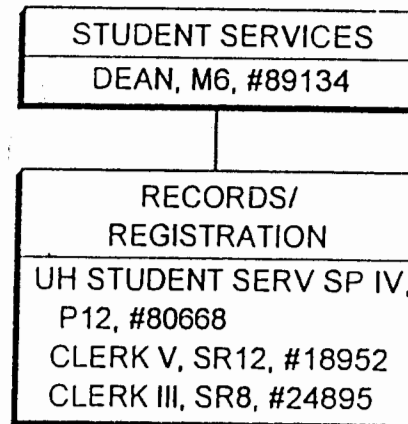 STUDENT SERVICES
DEAN, M6, #89134
RECORDS/
REGISTRATION
UH STUDENT SERV SP IV,
P12, #80668
CLERK V, SR12, #18952
CLERK III, SR8, #24895